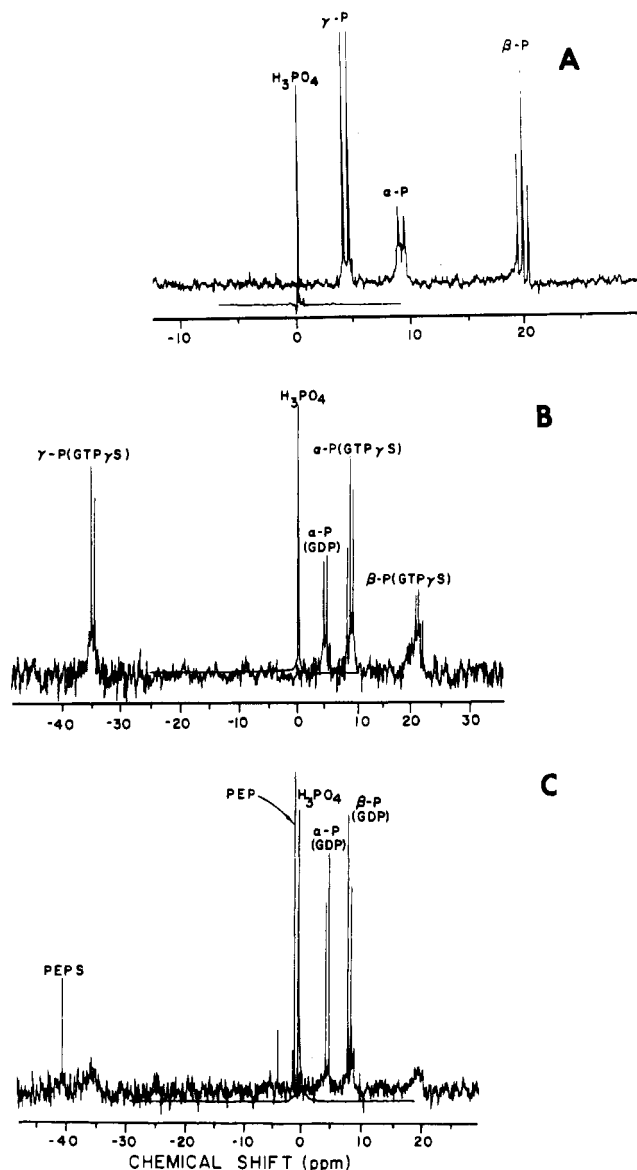 γ-P
β-P
A
H₃PO₄
α-P
-10 0 10 20
B
H₃PO₄
γ-P(GTPγS)
α-P(GTPγS)
α-P
(GDP)
β-P(GTPγS)
-40 -30 -20 -10 0 10 20 30
C
PEP
H₃PO₄
β-P
(GDP)
α-P
(GDP)
PEPS
-40 -30 -20 -10 0 10 20
CHEMICAL SHIFT (ppm)